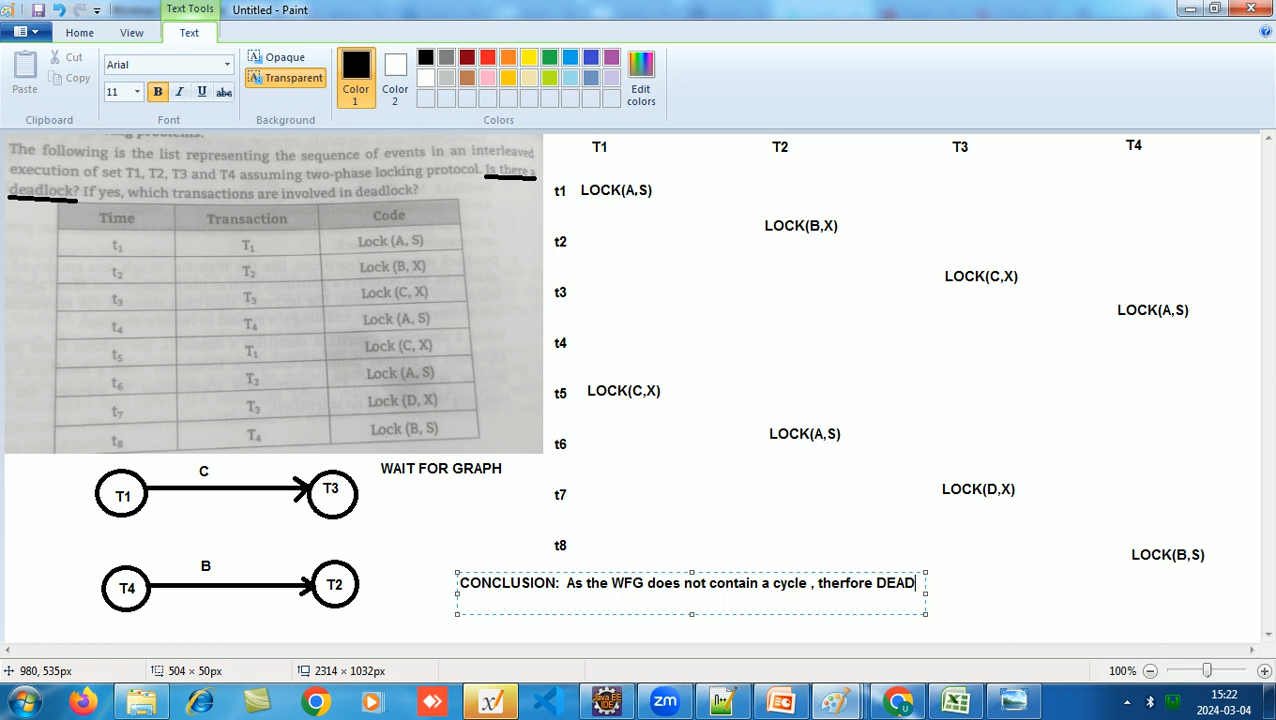 Text Tools
Untitled - Paint
Home
View
Text
Paste
Cut
Copy
Clipboard
Arial
11
B
I
U
abc
Font
Opaque
Transparent
Background
Color
1
Color
2
Edit
colors
Colors
The following is the list representing the sequence of events in an interleaved
execution of set T1, T2, T3 and T4 assuming two-phase locking protocol. Is there a
deadlock? If yes, which transactions are involved in deadlock?
Time Transaction Code
t1 T1 Lock (A, S)
t2 T2 Lock (B, X)
t3 T3 Lock (C, X)
t4 T4 Lock (A, S)
t5 T1 Lock (C, X)
t6 T2 Lock (A, S)
t7 T3 Lock (D, X)
t8 T4 Lock (B, S)
T1 T2 T3 T4
t1 LOCK(A,S)
t2 LOCK(B,X)
t3 LOCK(C,X)
LOCK(A,S)
t4
t5 LOCK(C,X)
t6 LOCK(A,S)
t7 LOCK(D,X)
t8 LOCK(B,S)
WAIT FOR GRAPH
C
T1 T3
B
T4 T2
CONCLUSION: As the WFG does not contain a cycle , therfore DEAD
980, 535px
504 × 50px
2314 × 1032px
100%
Java EE
IDE
zm
15:22
2024-03-04